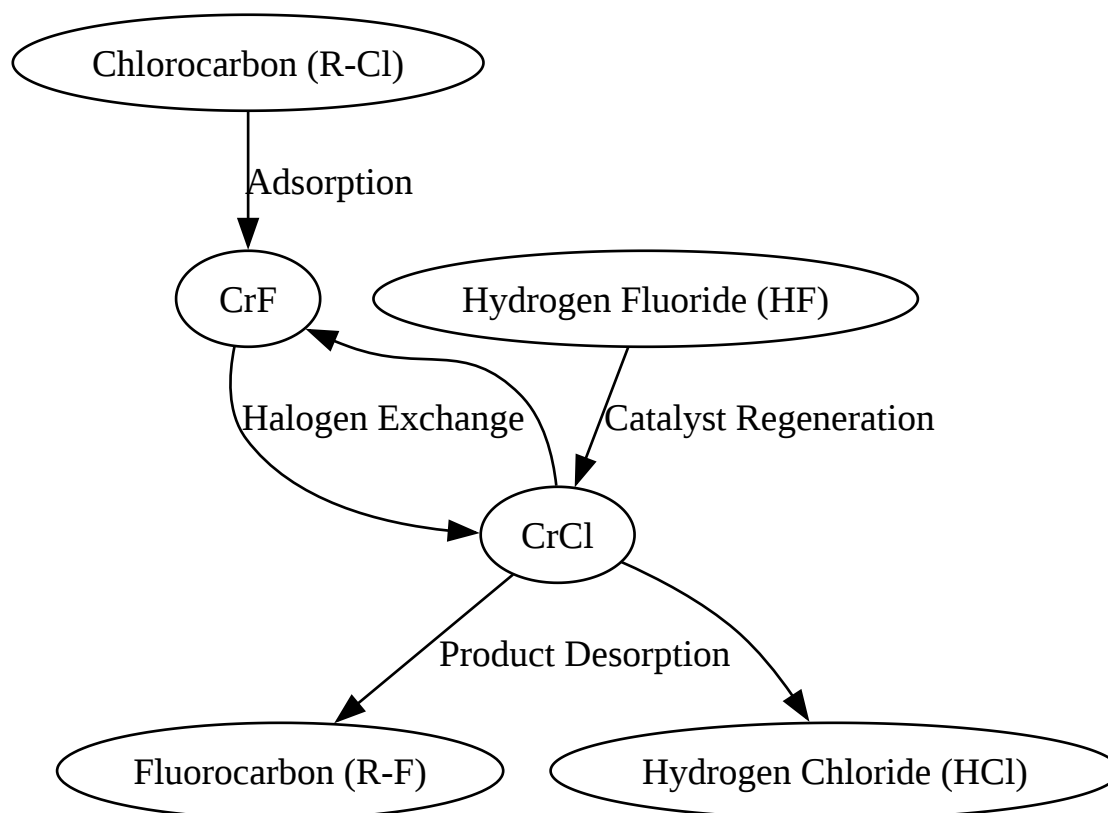 Chlorocarbon (R-Cl)
Adsorption
CrF
Hydrogen Fluoride (HF)
Halogen Exchange
Catalyst Regeneration
CrCl
Product Desorption
Fluorocarbon (R-F)
Hydrogen Chloride (HCl)